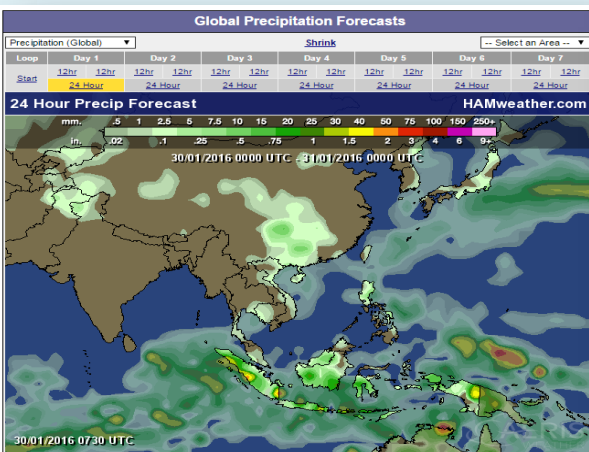 Global Precipitation Forecasts
Precipitation (Global) Shrink -- Select an Area --
Loop Day 1 Day 2 Day 3 Day 4 Day 5 Day 6 Day 7
Start 12hr 12hr 12hr 12hr 12hr 12hr 12hr 12hr 12hr 12hr 12hr 12hr 12hr 12hr
24 Hour 24 Hour 24 Hour 24 Hour 24 Hour 24 Hour 24 Hour
24 Hour Precip Forecast HAMweather.com
mm. .5 1 2.5 5 7.5 10 15 20 25 30 40 50 75 100 150 250+
in. .02 .1 .25 .5 .75 1 1.5 2 3 4 6 9+
30/01/2016 0000 UTC - 31/01/2016 0000 UTC
30/01/2016 0730 UTC